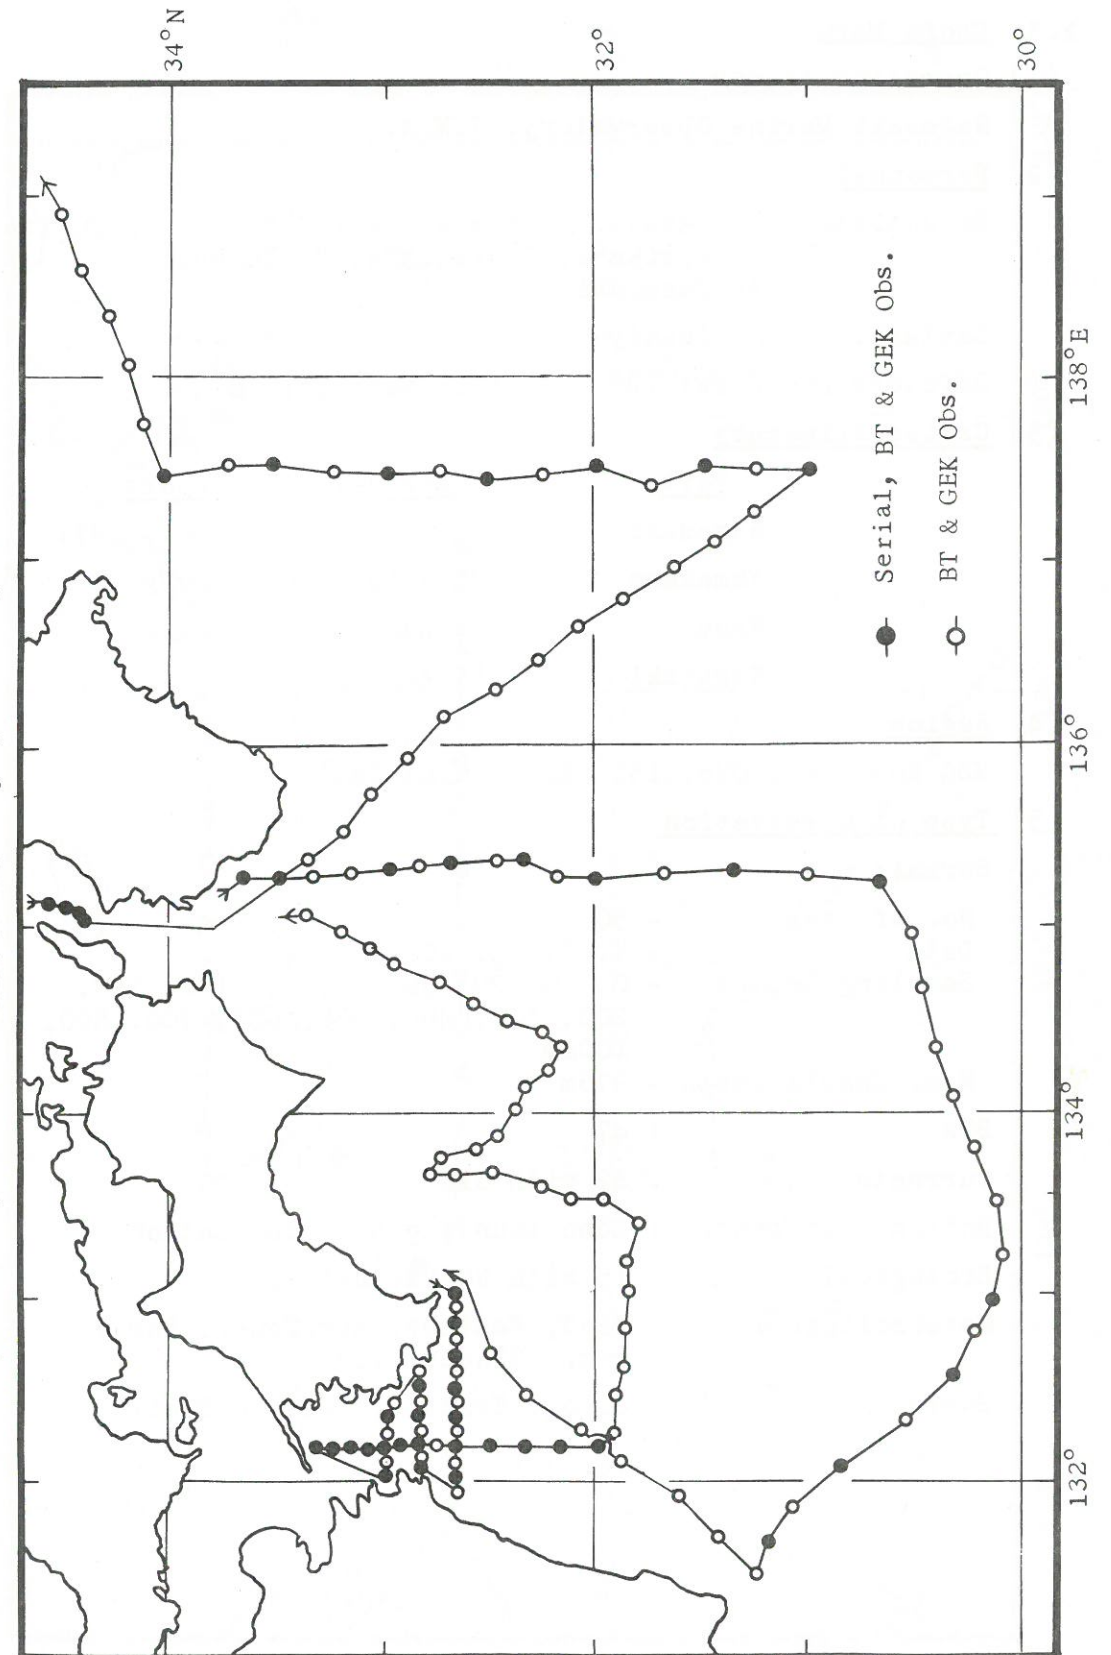 34°N
32°
30°
138°E
136°
134°
132°
Serial, BT & GEK Obs.
BT & GEK Obs.